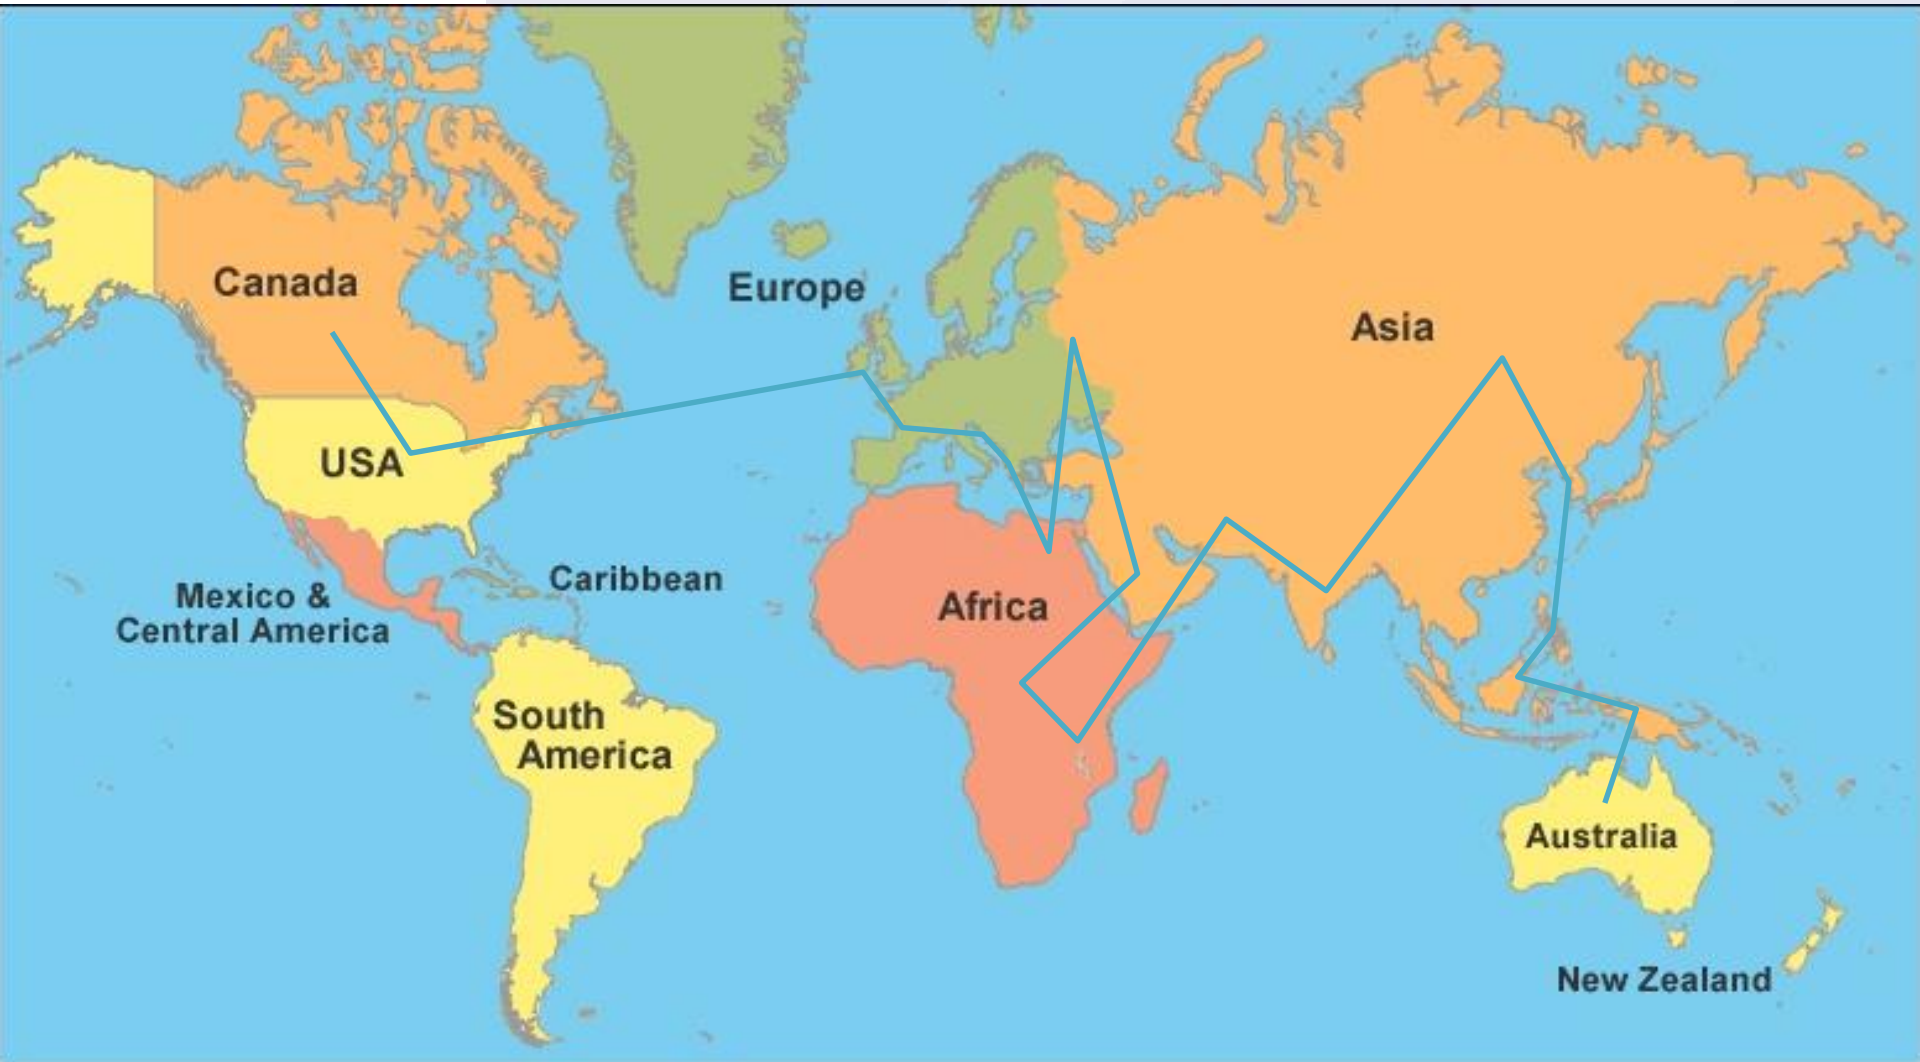 Canada
Europe
Asia
USA
Caribbean
Mexico &
Central America
Africa
South
America
Australia
New Zealand